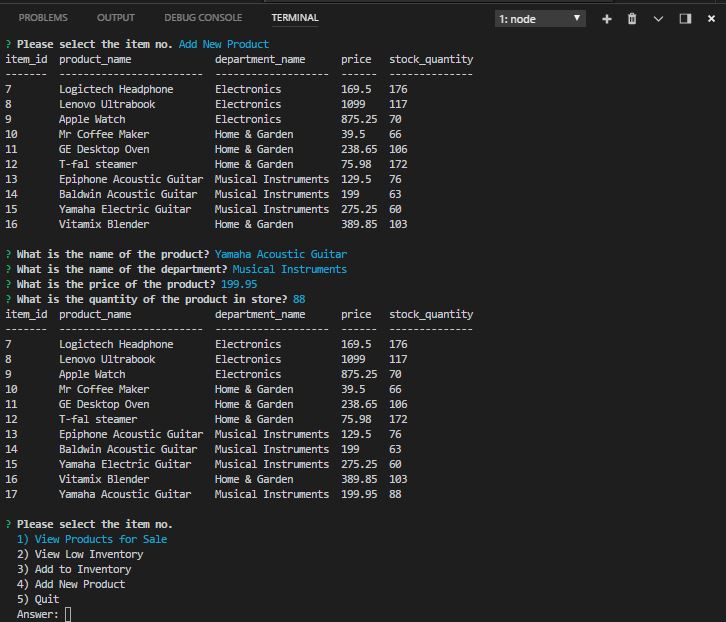 PROBLEMS OUTPUT DEBUG CONSOLE TERMINAL 1: node
? Please select the item no. Add New Product
item_id product_name department_name price stock_quantity
------- ------------------------ ------------------- ------ --------------
7 Logictech Headphone Electronics 169.5 176
8 Lenovo Ultrabook Electronics 1099 117
9 Apple Watch Electronics 875.25 70
10 Mr Coffee Maker Home & Garden 39.5 66
11 GE Desktop Oven Home & Garden 238.65 106
12 T-fal steamer Home & Garden 75.98 172
13 Epiphone Acoustic Guitar Musical Instruments 129.5 76
14 Baldwin Acoustic Guitar Musical Instruments 199 63
15 Yamaha Electric Guitar Musical Instruments 275.25 60
16 Vitamix Blender Home & Garden 389.85 103
? What is the name of the product? Yamaha Acoustic Guitar
? What is the name of the department? Musical Instruments
? What is the price of the product? 199.95
? What is the quantity of the product in store? 88
item_id product_name department_name price stock_quantity
------- ------------------------ ------------------- ------ --------------
7 Logictech Headphone Electronics 169.5 176
8 Lenovo Ultrabook Electronics 1099 117
9 Apple Watch Electronics 875.25 70
10 Mr Coffee Maker Home & Garden 39.5 66
11 GE Desktop Oven Home & Garden 238.65 106
12 T-fal steamer Home & Garden 75.98 172
13 Epiphone Acoustic Guitar Musical Instruments 129.5 76
14 Baldwin Acoustic Guitar Musical Instruments 199 63
15 Yamaha Electric Guitar Musical Instruments 275.25 60
16 Vitamix Blender Home & Garden 389.85 103
17 Yamaha Acoustic Guitar Musical Instruments 199.95 88
? Please select the item no.
1) View Products for Sale
2) View Low Inventory
3) Add to Inventory
4) Add New Product
5) Quit
Answer: